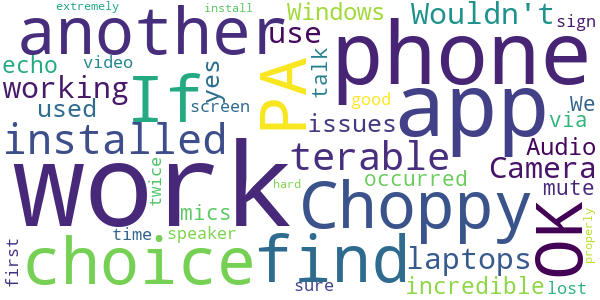 extremely
install
another
If
PA
Windows
use
phone
Wouldn't
sign
echo
video
yes
talk
working
used
screen
good
app
We
via
installed
issues
Audio
terable
Camera
work
twice
Choppy
occurred
OK
mute
mics
hard
choice
find
laptops
properly
time
speaker
first
sure
incredible
lost